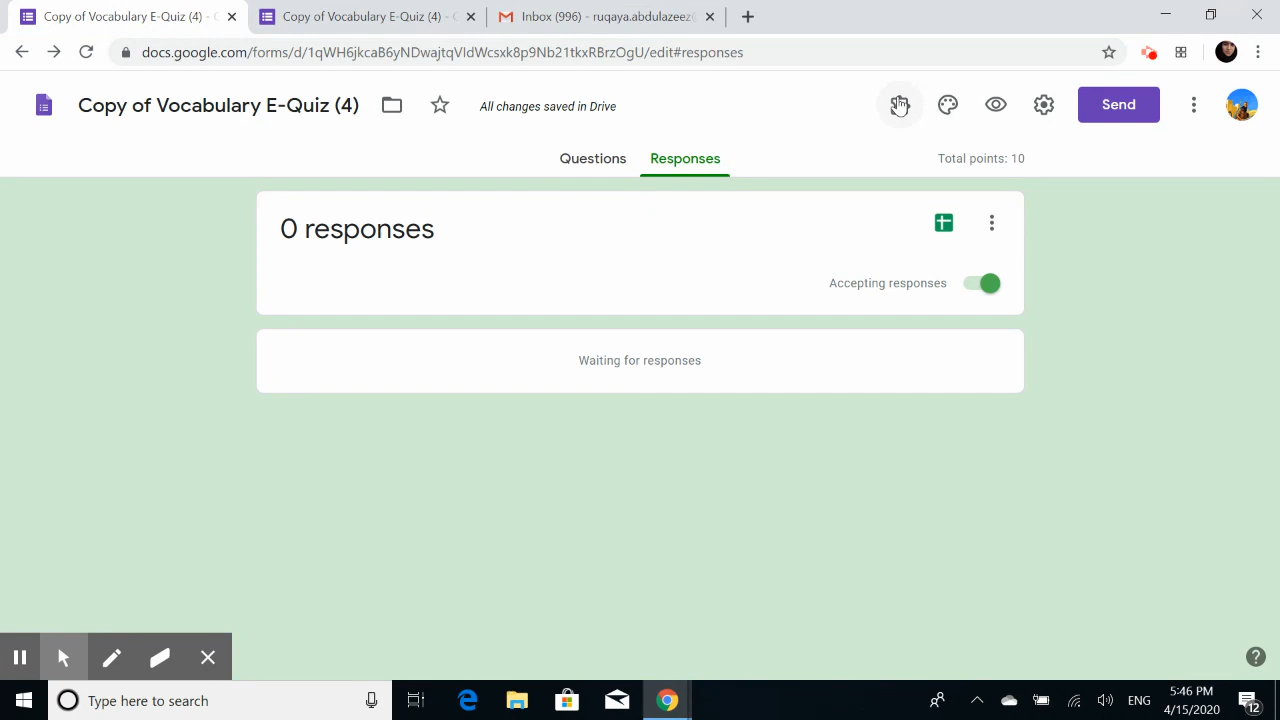 Copy of Vocabulary E-Quiz (4) -
Copy of Vocabulary E-Quiz (4) -
Inbox (996) - ruqaya.abdulazeez
docs.google.com/forms/d/1qWH6jkcaB6yNDwajtqVldWcsxk8p9Nb21tkxRBrzOgU/edit#responses
Copy of Vocabulary E-Quiz (4)
All changes saved in Drive
Send
Questions
Responses
Total points: 10
0 responses
Accepting responses
Waiting for responses
Type here to search
ENG
5:46 PM
4/15/2020
12